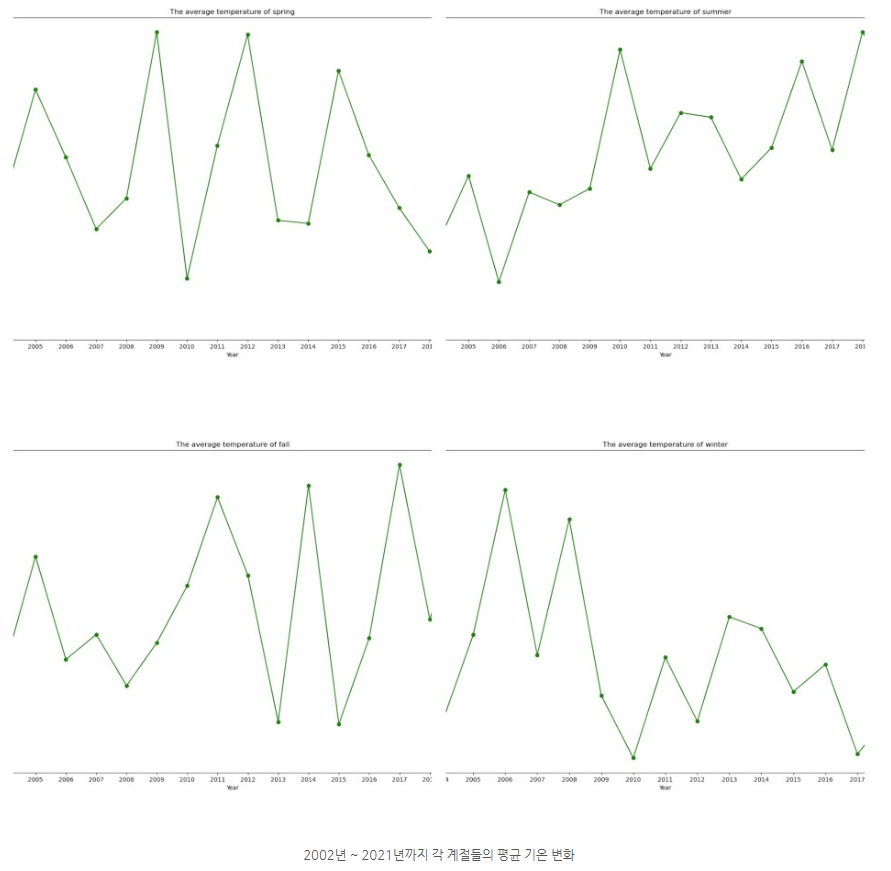 The average temperature of spring
2005 2006 2007 2008 2009 2010 2011 2012 2013 2014 2015 2016 2017 201
Year
The average temperature of summer
2005 2006 2007 2008 2009 2010 2011 2012 2013 2014 2015 2016 2017 201
Year
The average temperature of fall
2005 2006 2007 2008 2009 2010 2011 2012 2013 2014 2015 2016 2017 201
Year
The average temperature of winter
4 2005 2006 2007 2008 2009 2010 2011 2012 2013 2014 2015 2016 2017
Year
2002년 ~ 2021년까지 각 계절들의 평균 기온 변화